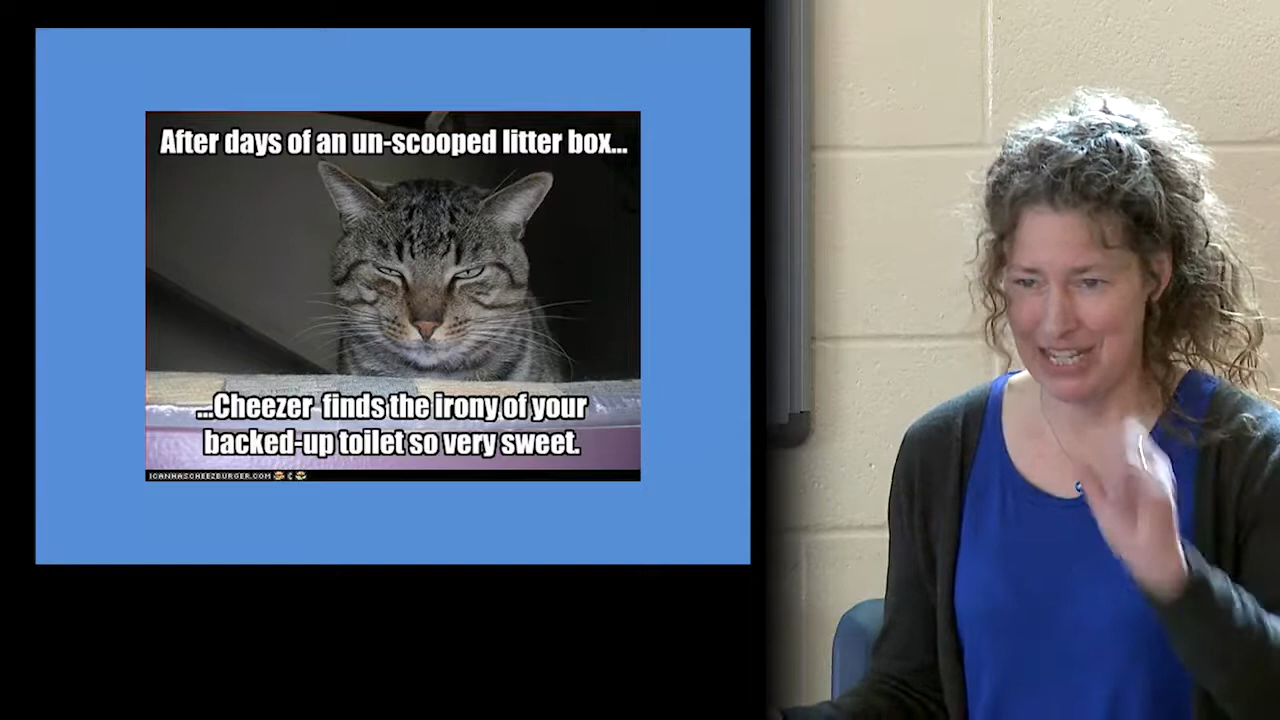 After days of an un-scooped litter box...
...Cheezer finds the irony of your
backed-up toilet so very sweet.
ICANHASCHEEZBURGER.COM